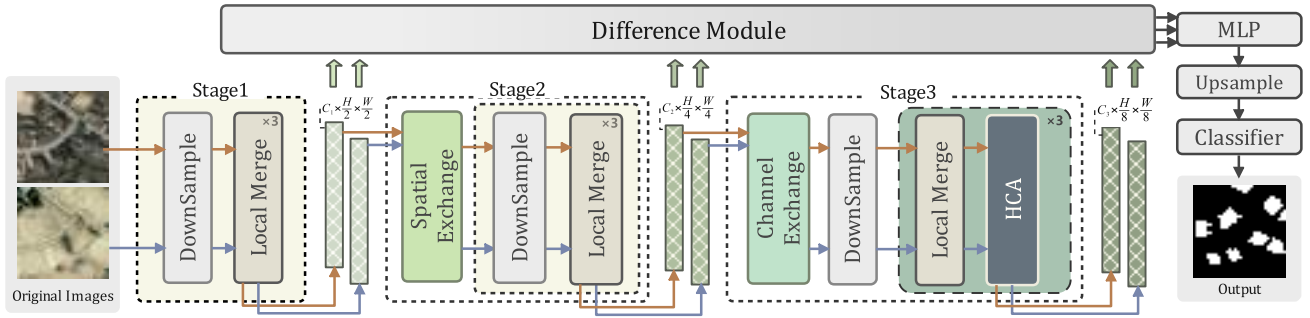 Difference Module
MLP
Upsample
Classifier
Output
Original Images
Stage1
DownSample
Local Merge
×3
C₁×H/2×W/2
Stage2
Spatial
Exchange
DownSample
Local Merge
×3
C₂×H/4×W/4
Stage3
Channel
Exchange
DownSample
Local Merge
HCA
×3
C₃×H/8×W/8